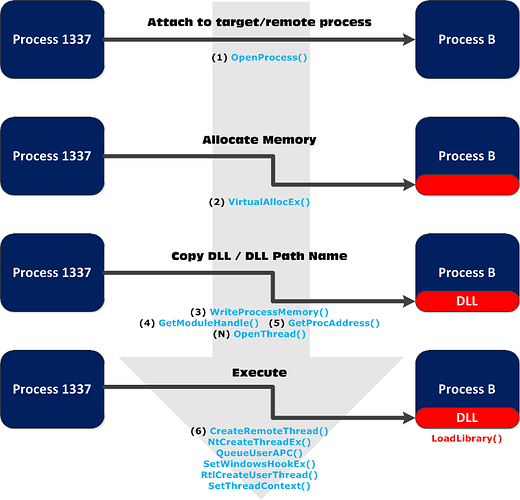 Attach to target/remote process
Process 1337
Process B
(1) OpenProcess()
Allocate Memory
Process 1337
Process B
(2) VirtualAllocEx()
Copy DLL / DLL Path Name
Process 1337
Process B
DLL
(3) WriteProcessMemory()
(4) GetModuleHandle() (5) GetProcAddress()
(N) OpenThread()
Execute
Process 1337
Process B
DLL
(6) CreateRemoteThread()
LoadLibrary()
NtCreateThreadEx()
QueueUserAPC()
SetWindowsHookEx()
RtlCreateUserThread()
SetThreadContext()